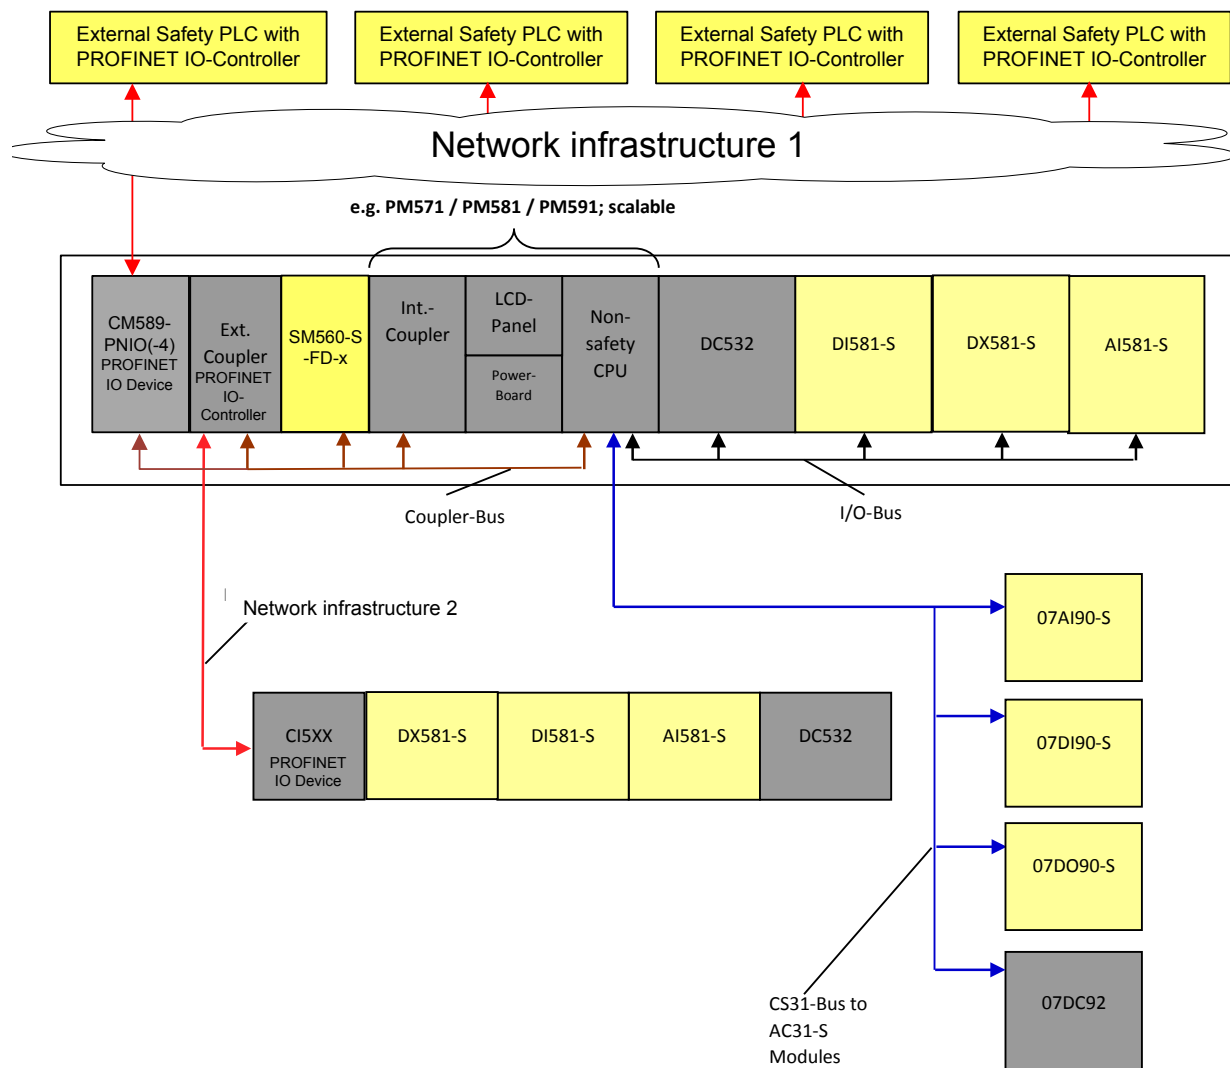 External Safety PLC with
PROFINET IO-Controller
External Safety PLC with
PROFINET IO-Controller
External Safety PLC with
PROFINET IO-Controller
External Safety PLC with
PROFINET IO-Controller
Network infrastructure 1
e.g. PM571 / PM581 / PM591; scalable
CM589-
PNIO(-4)
PROFINET
IO Device
Ext.
Coupler
PROFINET
IO-
Controller
SM560-S
-FD-x
Int.-
Coupler
LCD-
Panel
Power-
Board
Non-
safety
CPU
DC532
DI581-S
DX581-S
AI581-S
Coupler-Bus
I/O-Bus
Network infrastructure 2
CI5XX
PROFINET
IO Device
DX581-S
DI581-S
AI581-S
DC532
07AI90-S
07DI90-S
07DO90-S
07DC92
CS31-Bus to
AC31-S
Modules